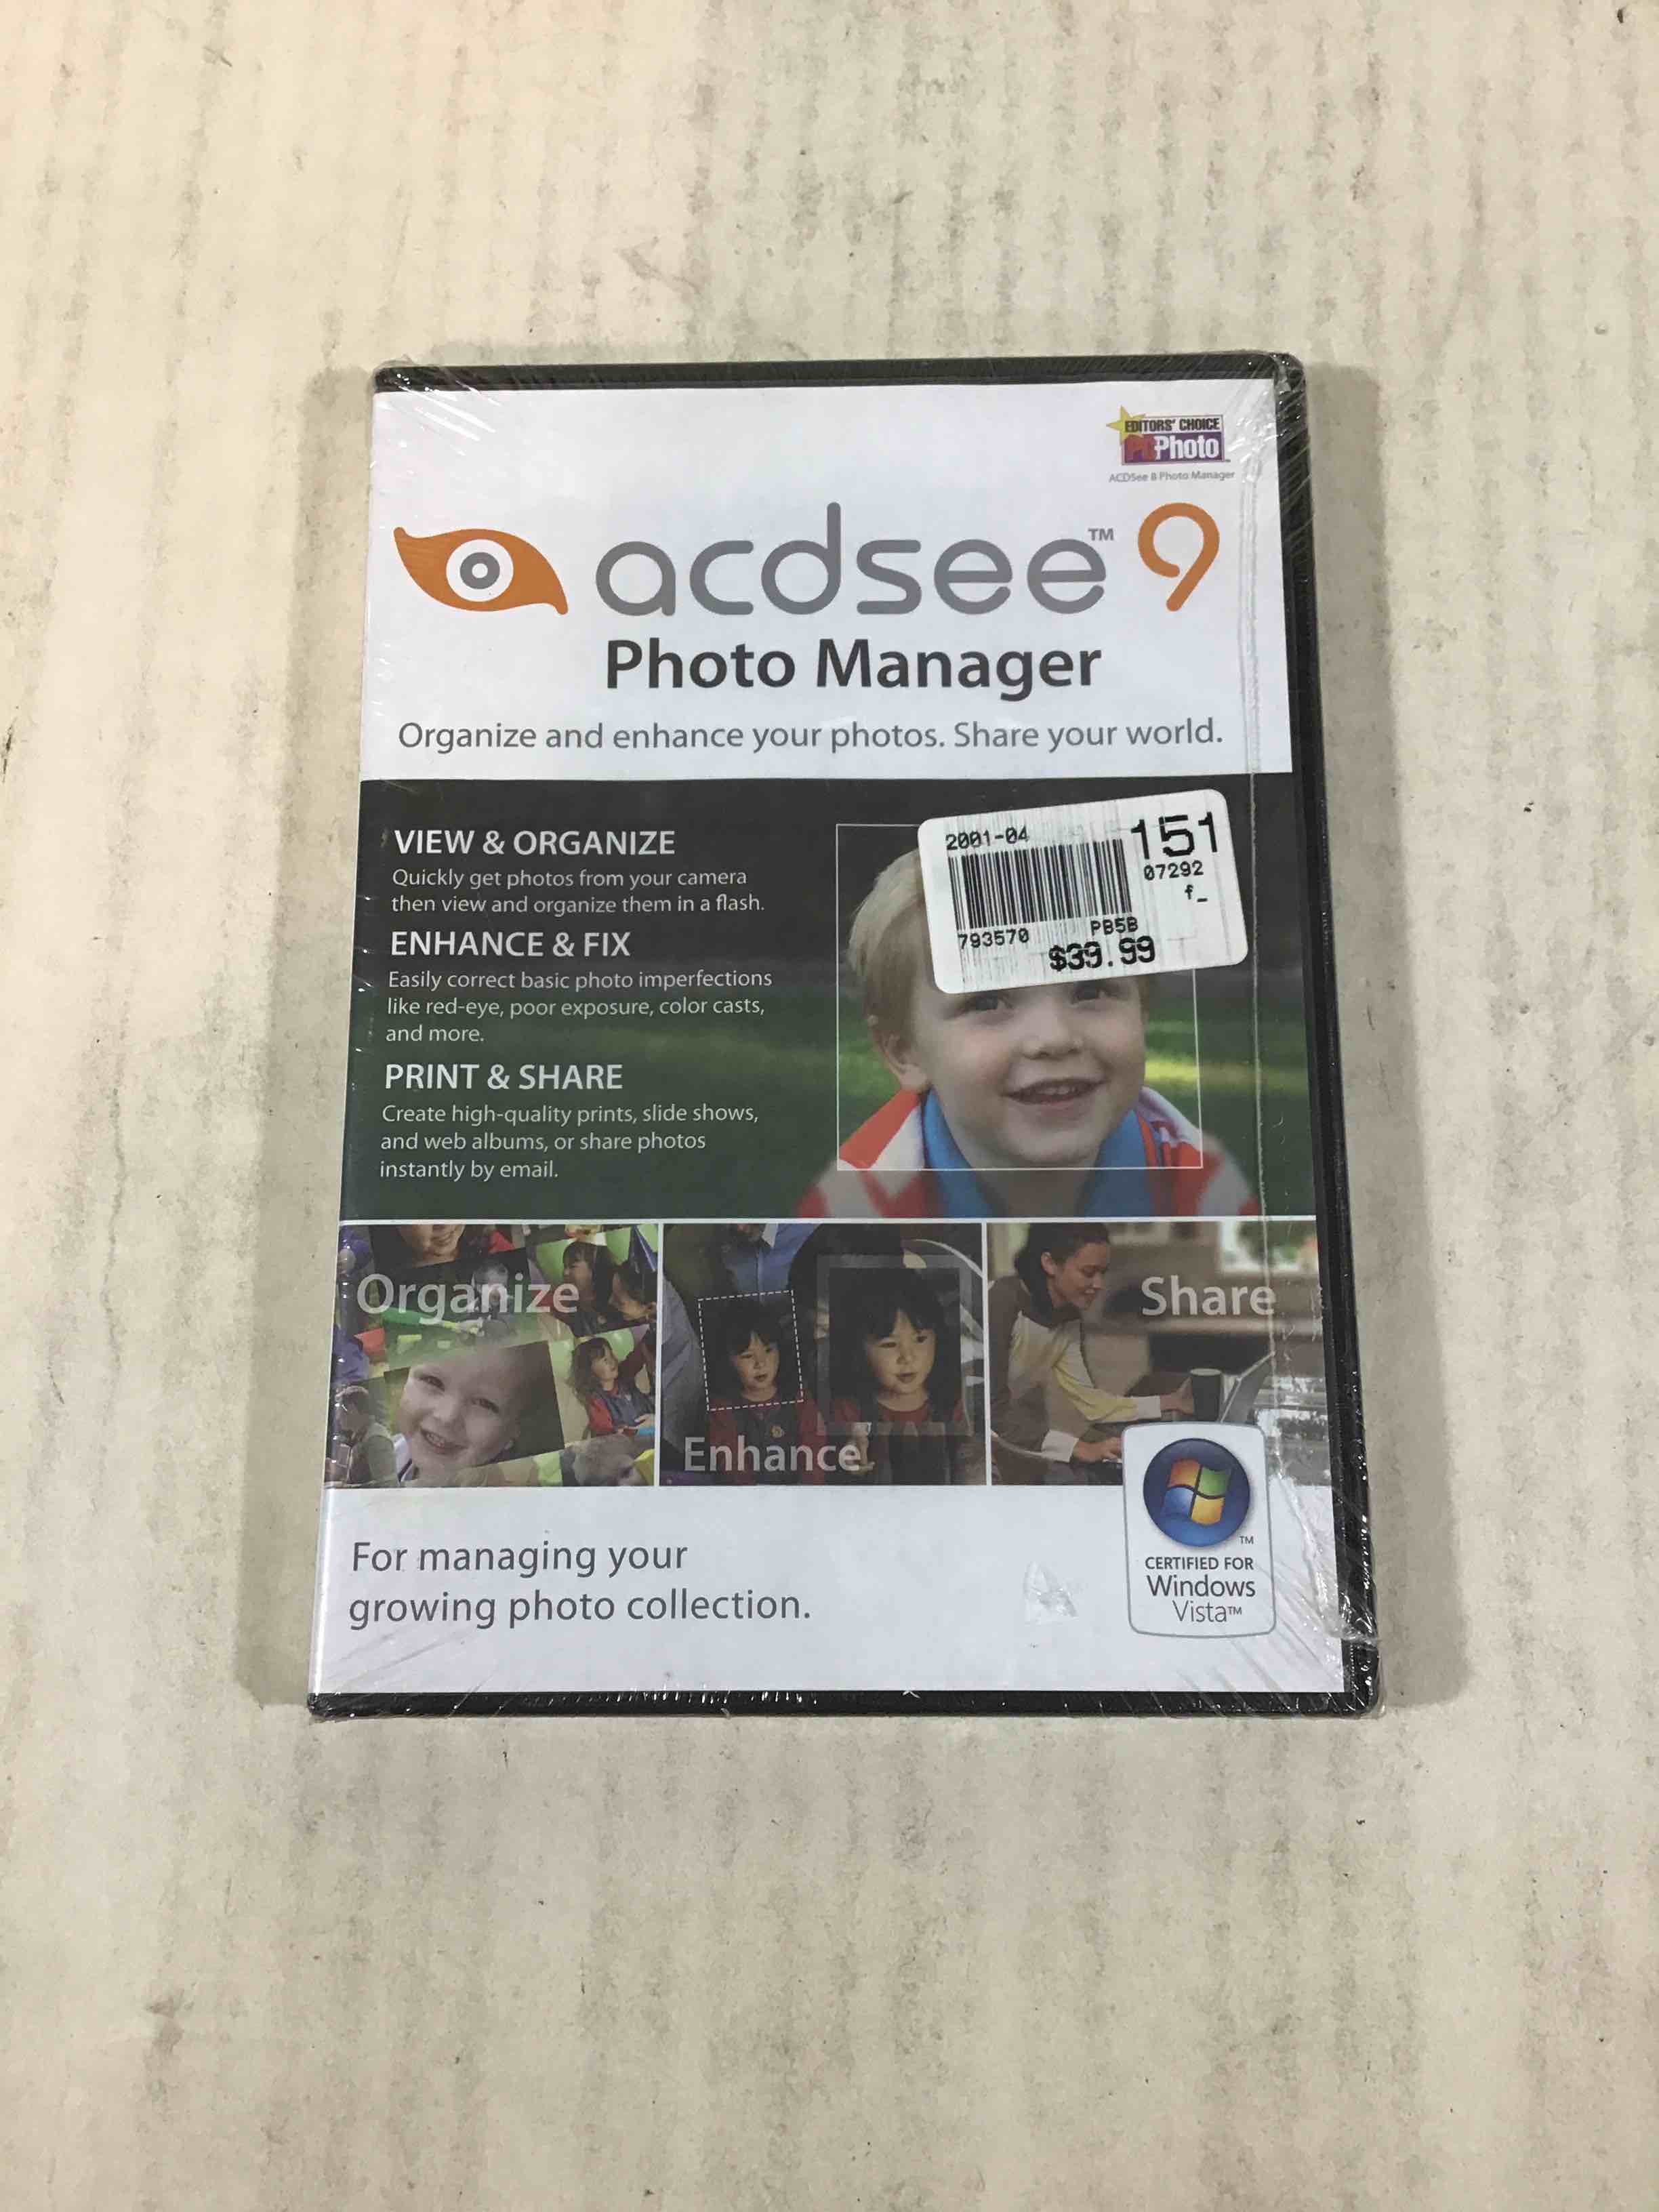 EDITORS' CHOICE
PCPhoto
ACDSee 8 Photo Manager
acdsee™ 9
Photo Manager
Organize and enhance your photos. Share your world.
VIEW & ORGANIZE
Quickly get photos from your camera
then view and organize them in a flash.
ENHANCE & FIX
Easily correct basic photo imperfections
like red-eye, poor exposure, color casts,
and more.
PRINT & SHARE
Create high-quality prints, slide shows,
and web albums, or share photos
instantly by email.
2001-04
151
07292
f_
793570
PB5B
$39.99
Organize
Enhance
Share
For managing your
growing photo collection.
TM
CERTIFIED FOR
Windows
Vista™